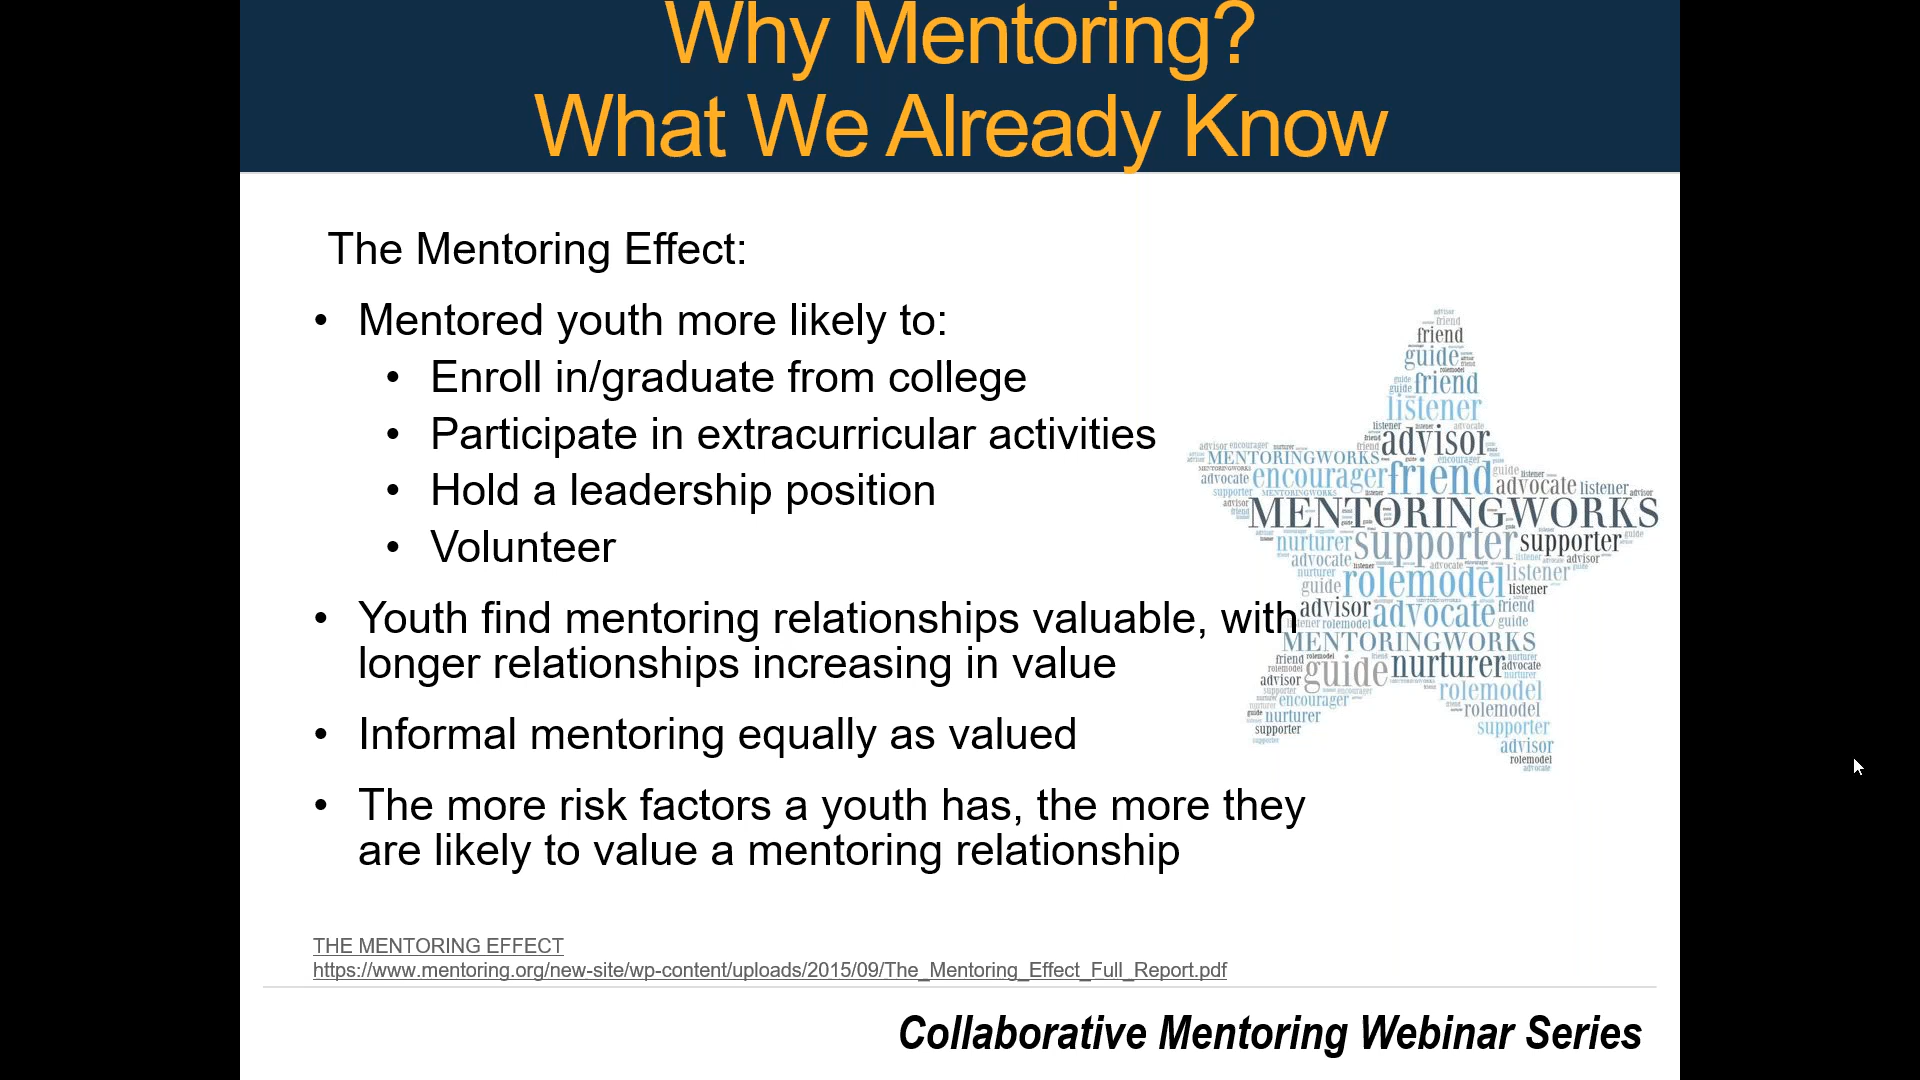 Why Mentoring?
What We Already Know
The Mentoring Effect:
• Mentored youth more likely to:
• Enroll in/graduate from college
• Participate in extracurricular activities
• Hold a leadership position
• Volunteer
• Youth find mentoring relationships valuable, with
longer relationships increasing in value
• Informal mentoring equally as valued
• The more risk factors a youth has, the more they
are likely to value a mentoring relationship
friend
guide
friend
listener
advisor
MENTORINGWORKS
encourager friend advocate listener
advocate
MENTORINGWORKS
nurturer supporter supporter
advocate
guide rolemodel listener
listener
advisor advocate friend
guide
MENTORINGWORKS
guide nurturer advocate
advisor
rolemodel
encourager
rolemodel
nurturer
supporter
supporter
advisor
rolemodel
THE MENTORING EFFECT
https://www.mentoring.org/new-site/wp-content/uploads/2015/09/The_Mentoring_Effect_Full_Report.pdf
Collaborative Mentoring Webinar Series